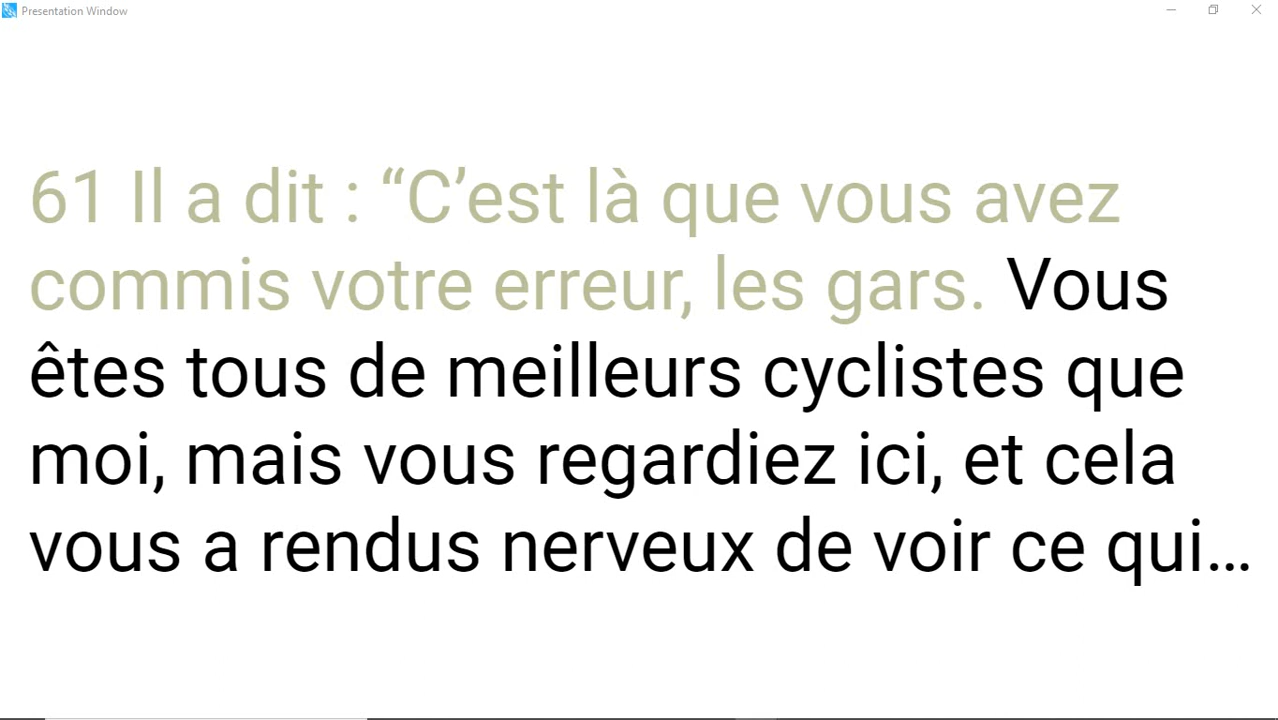 Presentation Window
61 Il a dit : “C’est là que vous avez
commis votre erreur, les gars. Vous
êtes tous de meilleurs cyclistes que
moi, mais vous regardiez ici, et cela
vous a rendus nerveux de voir ce qui…